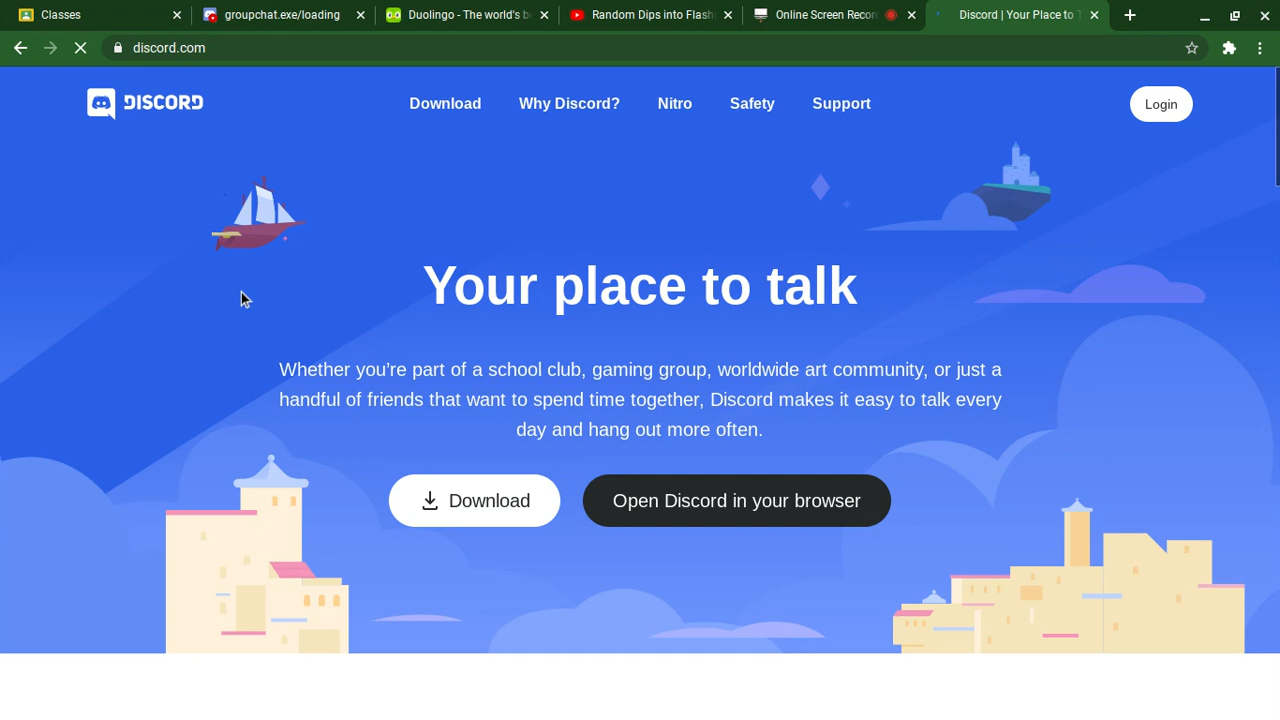 Classes
groupchat.exe/loading
Duolingo - The world's b
Random Dips into Flash
Online Screen Recor
Discord | Your Place to T
discord.com
DISCORD
Download
Why Discord?
Nitro
Safety
Support
Login
Your place to talk
Whether you're part of a school club, gaming group, worldwide art community, or just a
handful of friends that want to spend time together, Discord makes it easy to talk every
day and hang out more often.
Download
Open Discord in your browser